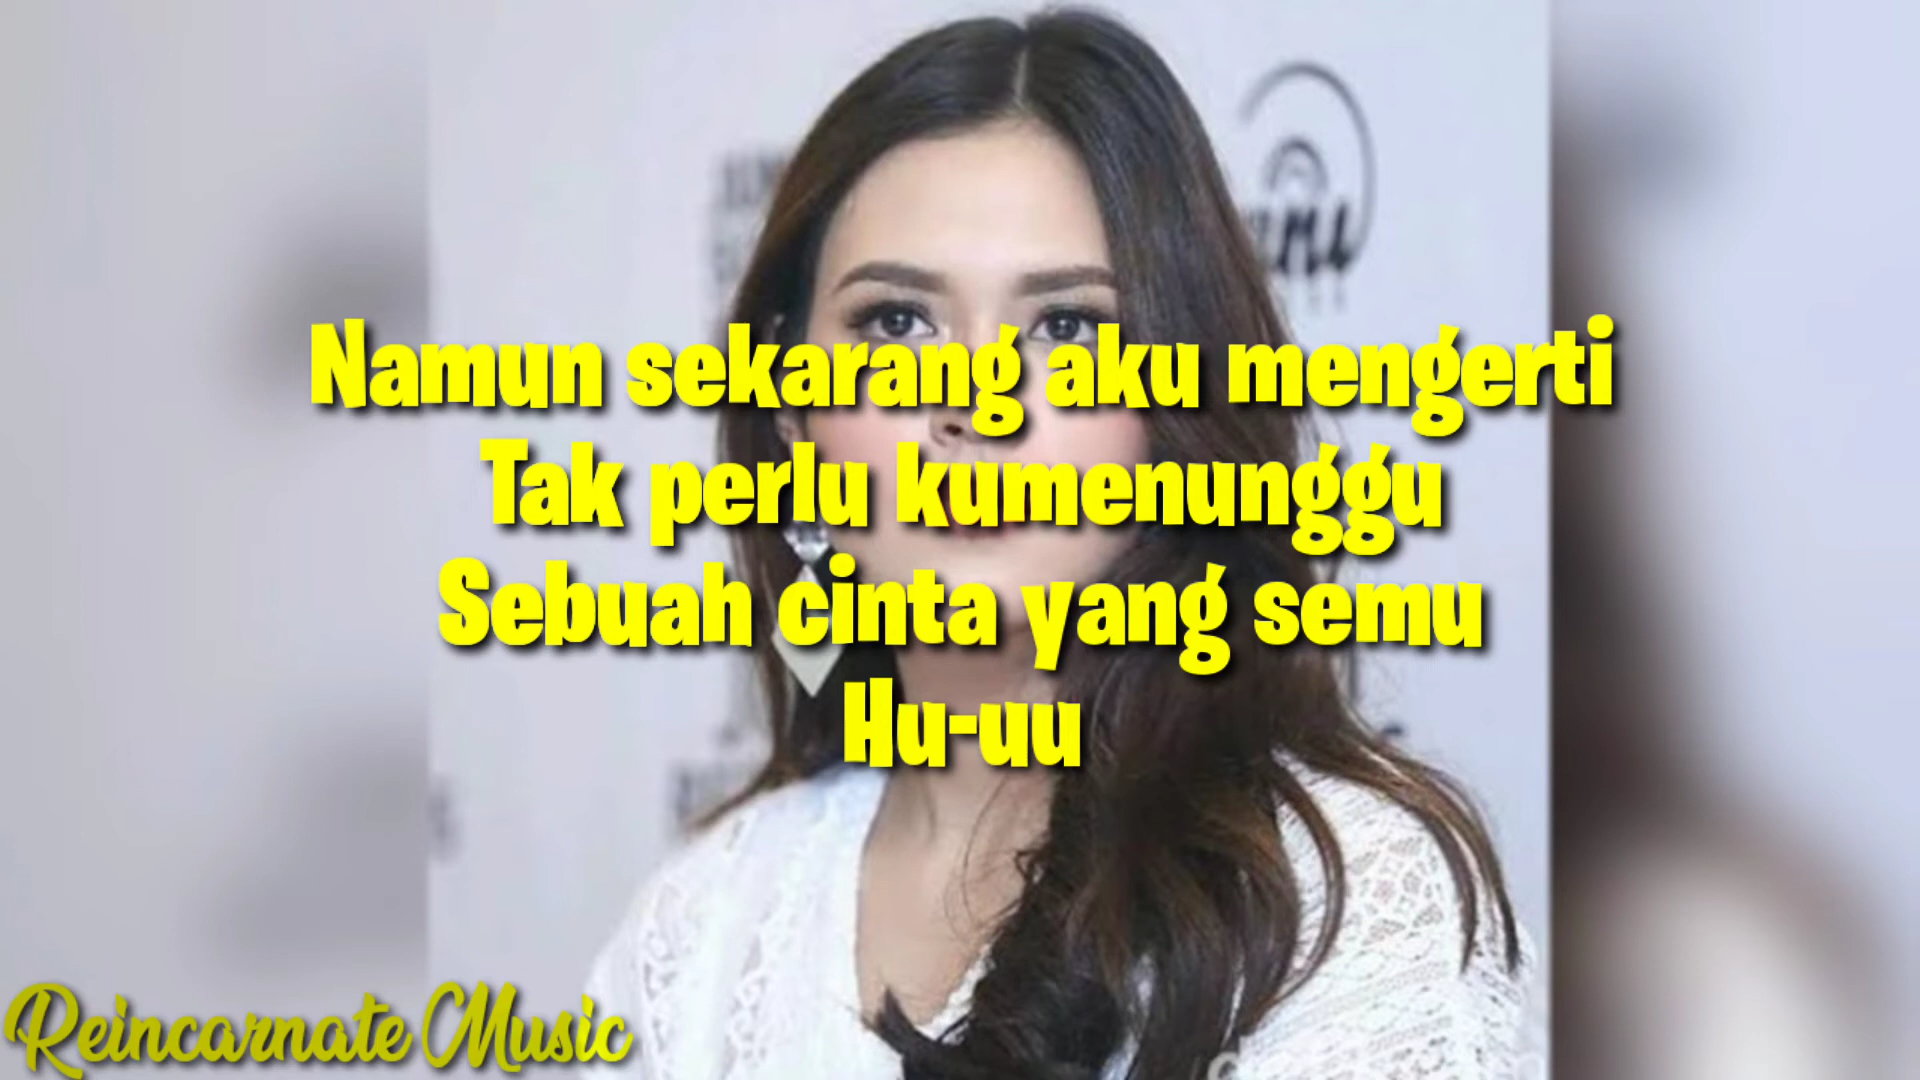 Namun sekarang aku mengerti
Tak perlu kumenunggu
Sebuah cinta yang semu
Hu-uu
Reincarnate Music